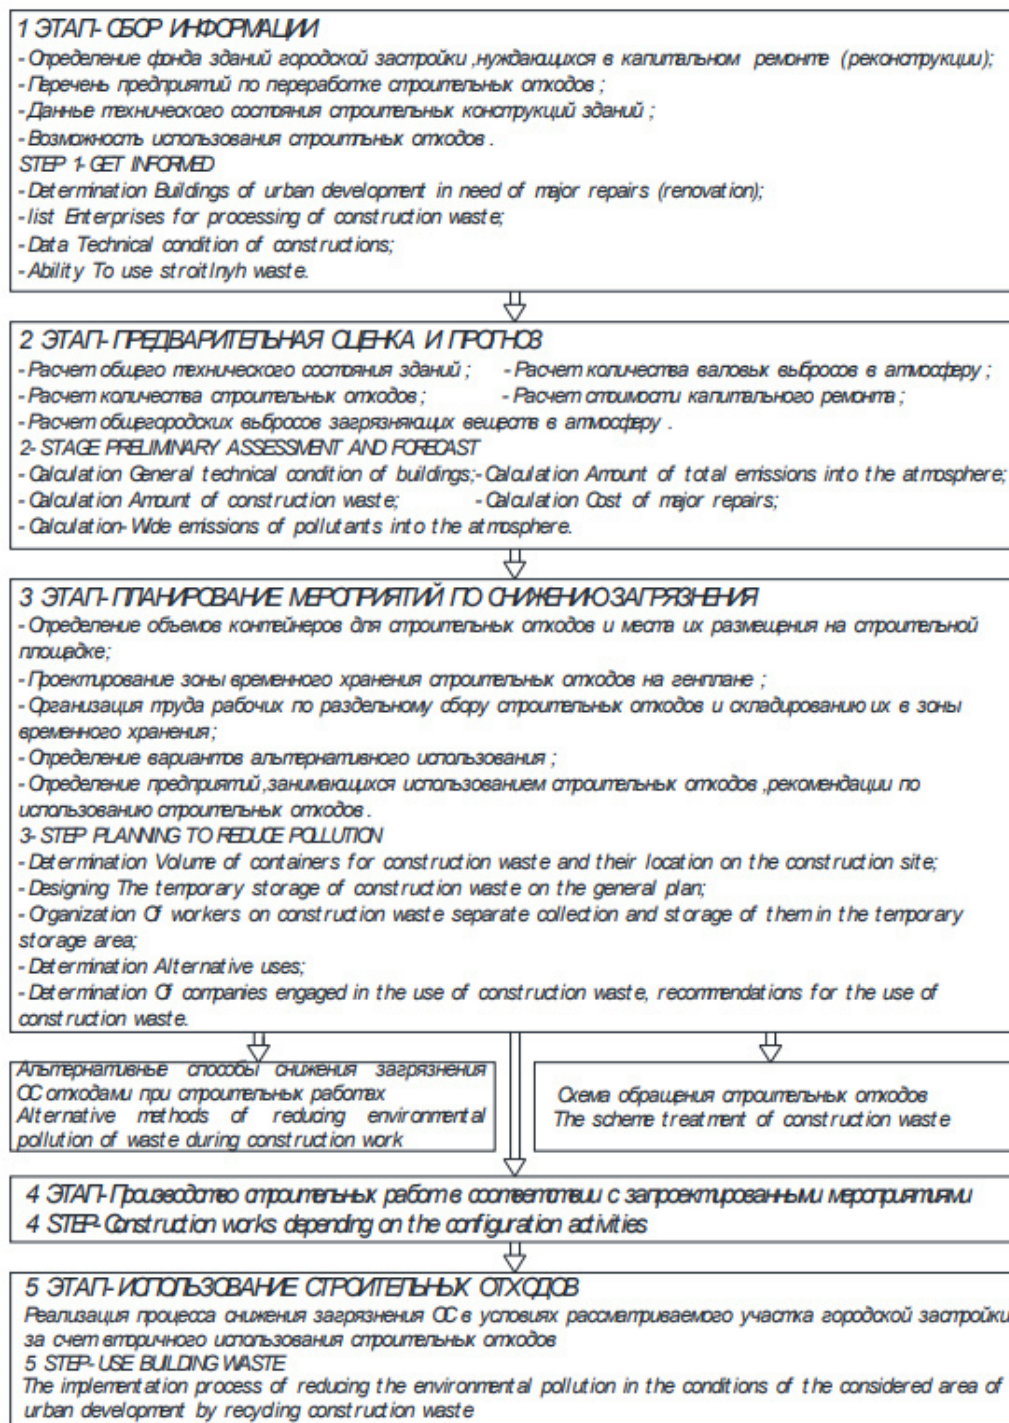 1 ЭТАП- СБОР ИНФОРМАЦИИ
- Определение фонда зданий городской застройки ,нуждающихся в капитальном ремонте (реконструкции);
- Перечень предприятий по переработке строительных отходов ;
- Данные технического состояния строительных конструкций зданий ;
- Возможность использования строитльных отходов .
STEP 1- GET INFORMED
- Determination Buildings of urban development in need of major repairs (renovation);
- list Enterprises for processing of construction waste;
- Data Technical condition of constructions;
- Ability To use stroitlnyh waste.
2 ЭТАП- ПРЕДВАРИТЕЛЬНАЯ ОЦЕНКА И ПРОГНОЗ
- Расчет общего технического состояния зданий ; - Расчет количества валовых выбросов в атмосферу ;
- Расчет количества строительных отходов ; - Расчет стоимости капитального ремонта ;
- Расчет общегородских выбросов загрязняющих веществ в атмосферу .
2- STAGE PRELIMINARY ASSESSMENT AND FORECAST
- Calculation General technical condition of buildings;- Calculation Amount of total emissions into the atmosphere;
- Calculation Amount of construction waste; - Calculation Cost of major repairs;
- Calculation- Wide emissions of pollutants into the atmosphere.
3 ЭТАП- ПЛАНИРОВАНИЕ МЕРОПРИЯТИЙ ПО СНИЖЕНИЮ ЗАГРЯЗНЕНИЯ
- Определение объемов контейнеров для строительных отходов и места их размещения на строительной
площадке;
- Проектирование зоны временного хранения строительных отходов на генплане ;
- Организация труда рабочих по раздельному сбору строительных отходов и складированию их в зоны
временного хранения;
- Определение вариантов альтернативного использования ;
- Определение предприятий ,занимающихся использованием строительных отходов ,рекомендации по
использованию строительных отходов .
3- STEP PLANNING TO REDUCE POLLUTION
- Determination Volume of containers for construction waste and their location on the construction site;
- Designing The temporary storage of construction waste on the general plan;
- Organization Of workers on construction waste separate collection and storage of them in the temporary
storage area;
- Determination Alternative uses;
- Determination Of companies engaged in the use of construction waste, recommendations for the use of
construction waste.
Альтернативные способы снижения загрязнения
ОС отходами при строительных работах
Alternative methods of reducing environmental
pollution of waste during construction work
Схема обращения строительных отходов
The scheme treatment of construction waste
4 ЭТАП- Производство строительных работ в соответствии с запроектированными мероприятиями
4 STEP- Construction works depending on the configuration activities
5 ЭТАП- ИСПОЛЬЗОВАНИЕ СТРОИТЕЛЬНЫХ ОТХОДОВ
Реализация процесса снижения загрязнения ОС в условиях рассматриваемого участка городской застройки
за счет вторичного использования строительных отходов
5 STEP- USE BUILDING WASTE
The implementation process of reducing the environmental pollution in the conditions of the considered area of
urban development by recycling construction waste